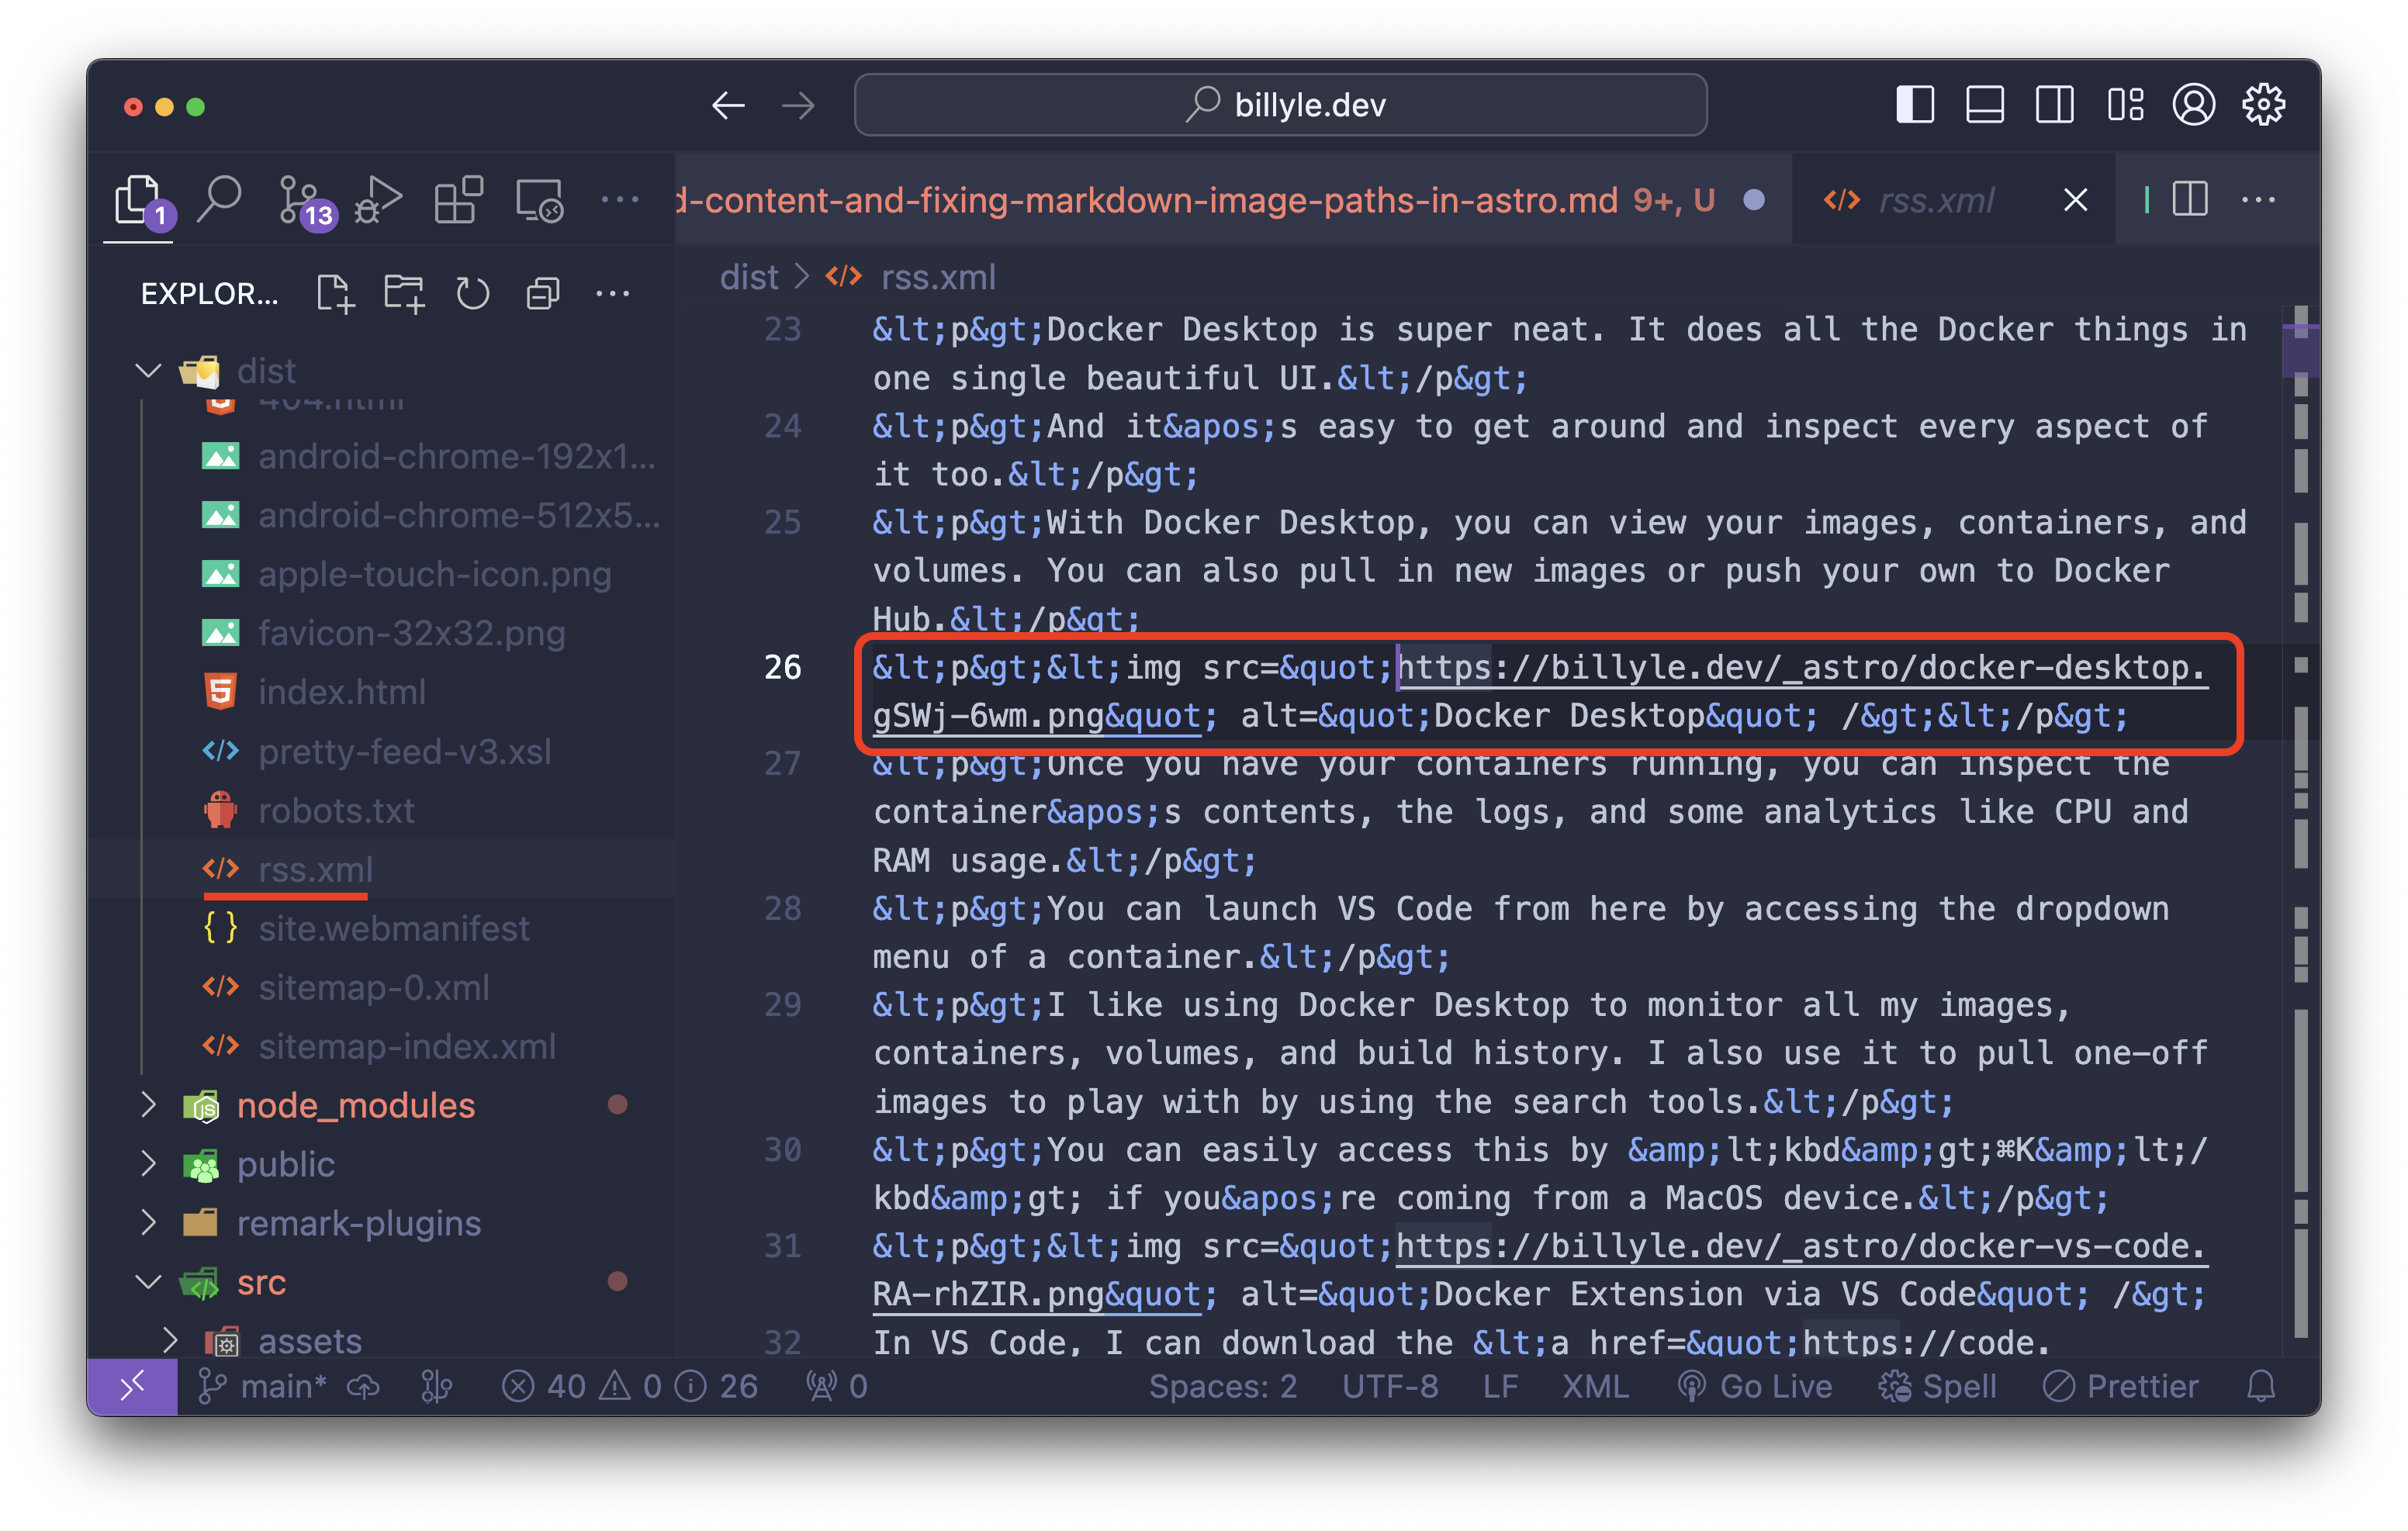 billyle.dev
1
13
d-content-and-fixing-markdown-image-paths-in-astro.md 9+, U
rss.xml
EXPLOR...
dist > rss.xml
dist
404.html
android-chrome-192x1...
android-chrome-512x5...
apple-touch-icon.png
favicon-32x32.png
index.html
pretty-feed-v3.xsl
robots.txt
rss.xml
site.webmanifest
sitemap-0.xml
sitemap-index.xml
node_modules
public
remark-plugins
src
assets
23 &lt;p&gt;Docker Desktop is super neat. It does all the Docker things in
one single beautiful UI.&lt;/p&gt;
24 &lt;p&gt;And it&apos;s easy to get around and inspect every aspect of
it too.&lt;/p&gt;
25 &lt;p&gt;With Docker Desktop, you can view your images, containers, and
volumes. You can also pull in new images or push your own to Docker
Hub.&lt;/p&gt;
26 &lt;p&gt;&lt;img src=&quot;https://billyle.dev/_astro/docker-desktop.
gSWj-6wm.png&quot; alt=&quot;Docker Desktop&quot; /&gt;&lt;/p&gt;
27 &lt;p&gt;Once you have your containers running, you can inspect the
container&apos;s contents, the logs, and some analytics like CPU and
RAM usage.&lt;/p&gt;
28 &lt;p&gt;You can launch VS Code from here by accessing the dropdown
menu of a container.&lt;/p&gt;
29 &lt;p&gt;I like using Docker Desktop to monitor all my images,
containers, volumes, and build history. I also use it to pull one-off
images to play with by using the search tools.&lt;/p&gt;
30 &lt;p&gt;You can easily access this by &amp;lt;kbd&amp;gt;⌘K&amp;lt;/
kbd&amp;gt; if you&apos;re coming from a MacOS device.&lt;/p&gt;
31 &lt;p&gt;&lt;img src=&quot;https://billyle.dev/_astro/docker-vs-code.
RA-rhZIR.png&quot; alt=&quot;Docker Extension via VS Code&quot; /&gt;
32 In VS Code, I can download the &lt;a href=&quot;https://code.
main* 40 0 26 0 Spaces: 2 UTF-8 LF XML Go Live Spell Prettier